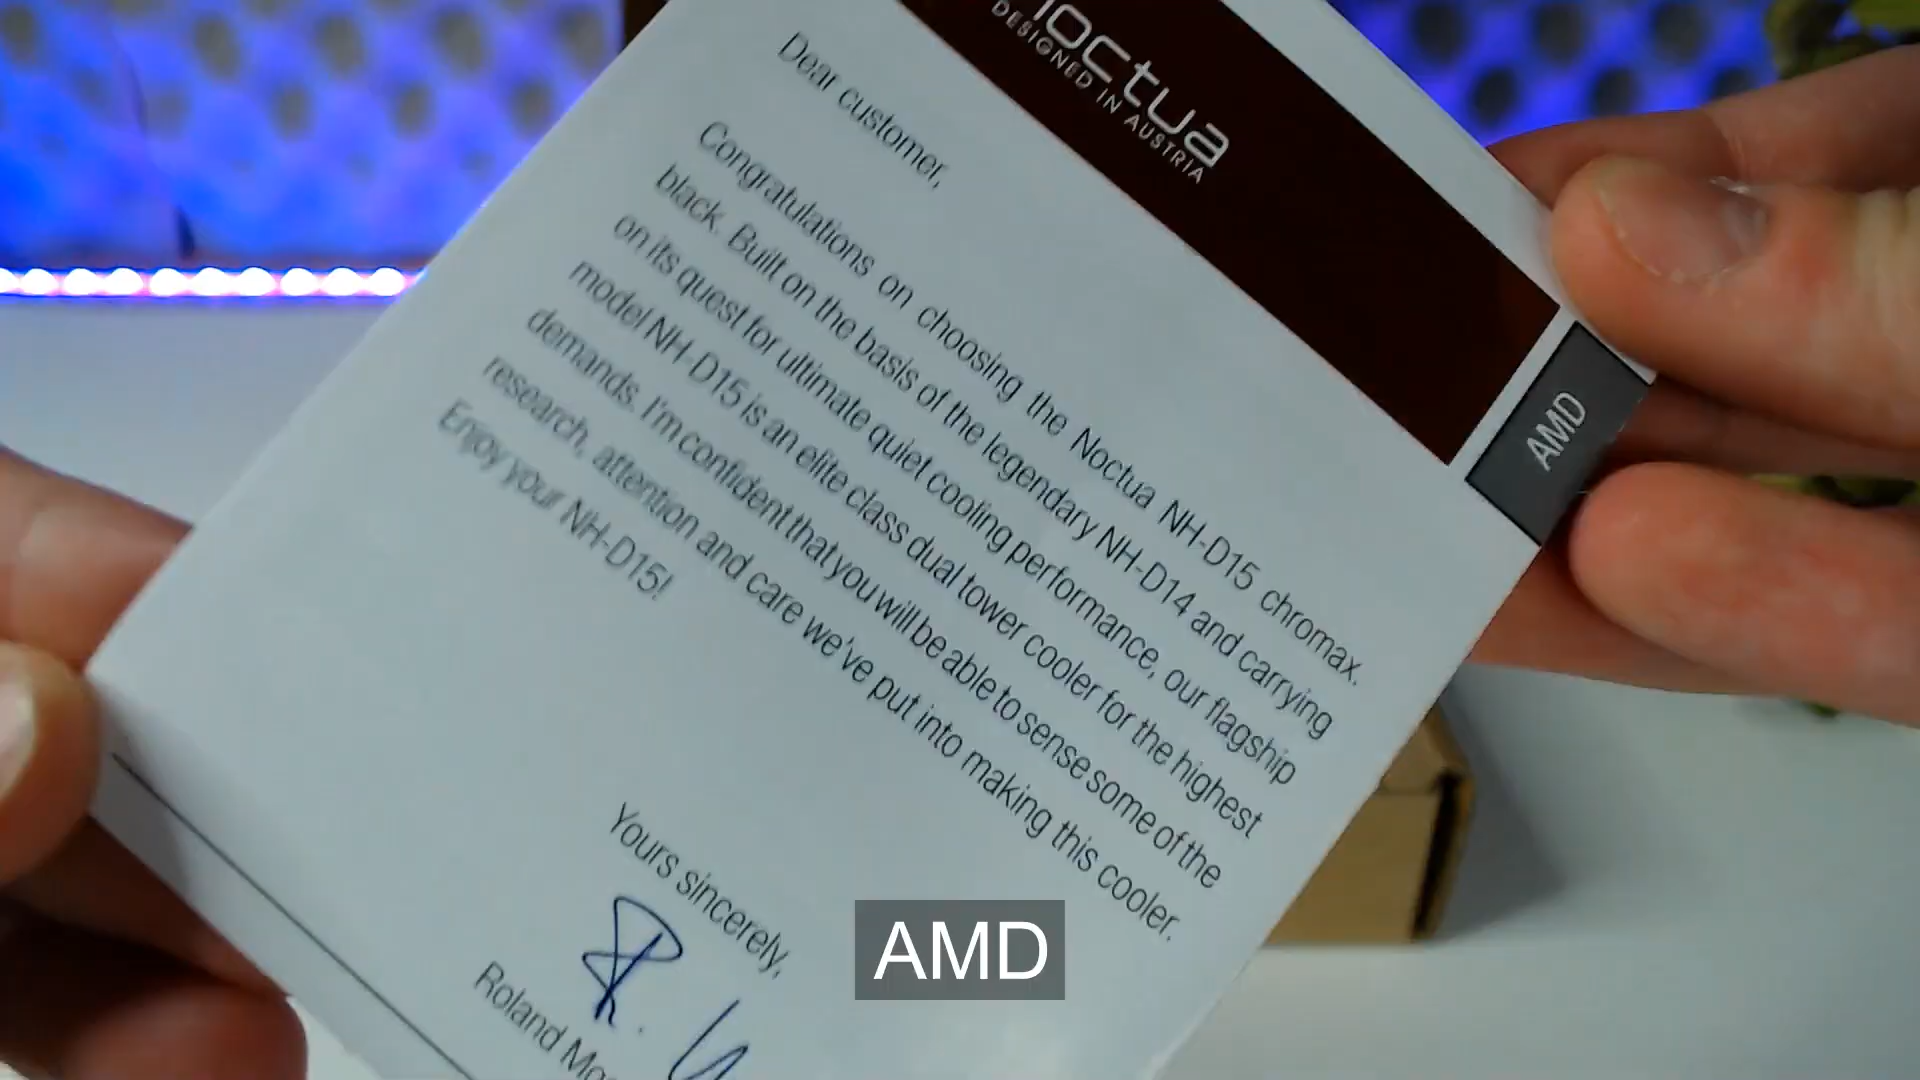 noctua
DESIGNED IN AUSTRIA
AMD
Dear customer,
Congratulations on choosing the Noctua NH-D15 chromax.
black. Built on the basis of the legendary NH-D14 and carrying
on its quest for ultimate quiet cooling performance, our flagship
model NH-D15 is an elite class dual tower cooler for the highest
demands. I'm confident that you will be able to sense some of the
research, attention and care we've put into making this cooler.
Enjoy your NH-D15!
Yours sincerely,
Roland
AMD